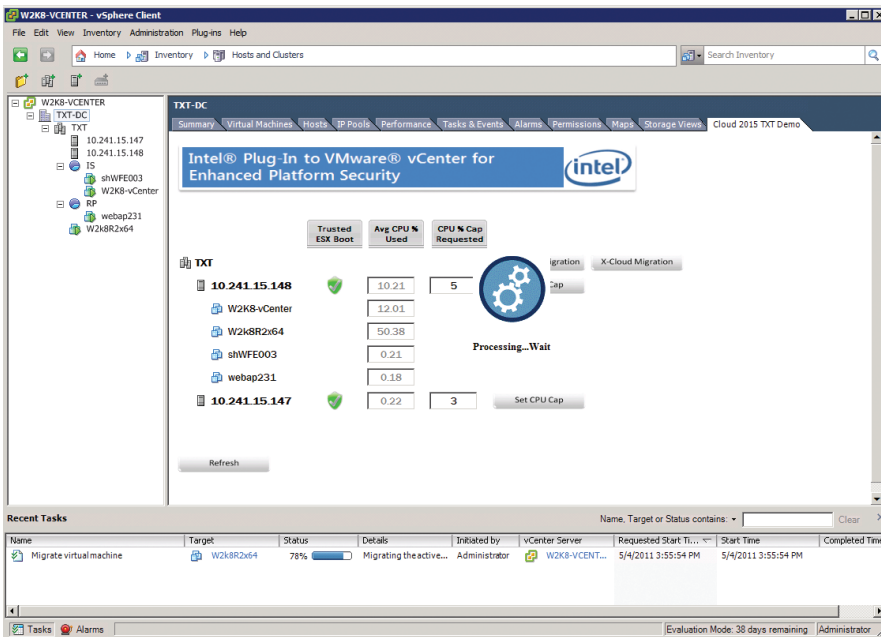 W2K8-VCENTER - vSphere Client
File Edit View Inventory Administration Plug-ins Help
Home Inventory Hosts and Clusters Search Inventory
W2K8-VCENTER
TXT-DC
TXT
10.241.15.147
10.241.15.148
IS
shWFE003
W2K8-vCenter
RP
webap231
W2k8R2x64
TXT-DC
Summary Virtual Machines Hosts IP Pools Performance Tasks & Events Alarms Permissions Maps Storage Views Cloud 2015 TXT Demo
Intel® Plug-In to VMware® vCenter for
Enhanced Platform Security
intel
Trusted Avg CPU % CPU % Cap
ESX Boot Used Requested
TXT igration X-Cloud Migration
10.241.15.148 10.21 5 Cap
W2K8-vCenter 12.01
W2k8R2x64 50.38
Processing...Wait
shWFE003 0.21
webap231 0.18
10.241.15.147 0.22 3 Set CPU Cap
Refresh
Recent Tasks Name, Target or Status contains: Clear
Name Target Status Details Initiated by vCenter Server Requested Start Ti... Start Time Completed Time
Migrate virtual machine W2k8R2x64 78% Migrating the active... Administrator W2K8-VCENT... 5/4/2011 3:55:54 PM 5/4/2011 3:55:54 PM
Tasks Alarms Evaluation Mode: 38 days remaining Administrator